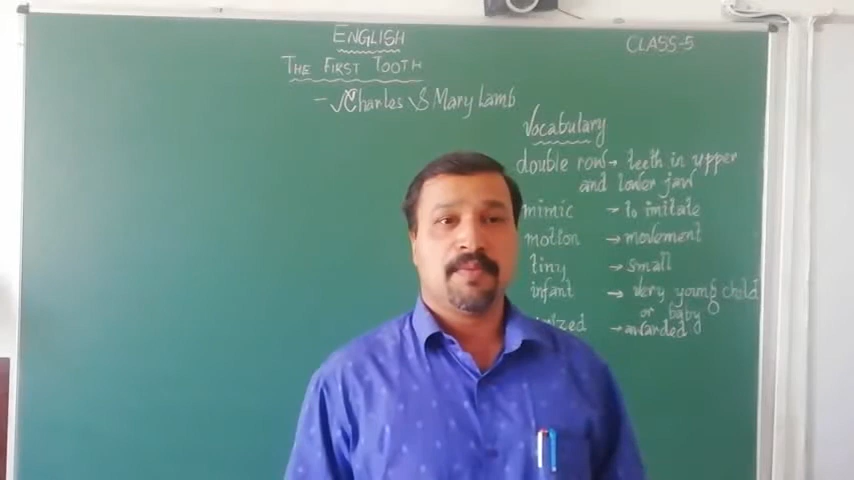 ENGLISH
CLASS-5
THE FIRST TOOTH
- Charles & Mary Lamb
Vocabulary
double rows → teeth in upper
and lower jaw
mimic → to imitate
motion → movement
tiny → small
infant → very young child
or baby
→ awarded